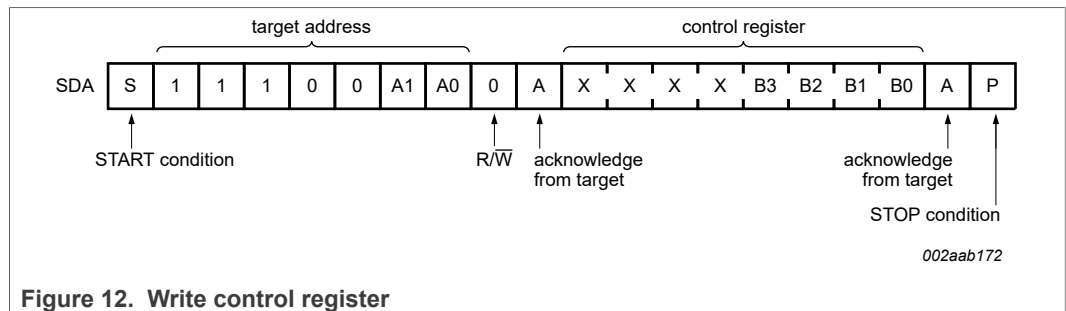 target address control register
SDA S 1 1 1 0 0 A1 A0 0 A X X X X B3 B2 B1 B0 A P
START condition R/W̅ acknowledge from target acknowledge from target
STOP condition
002aab172
Figure 12. Write control register